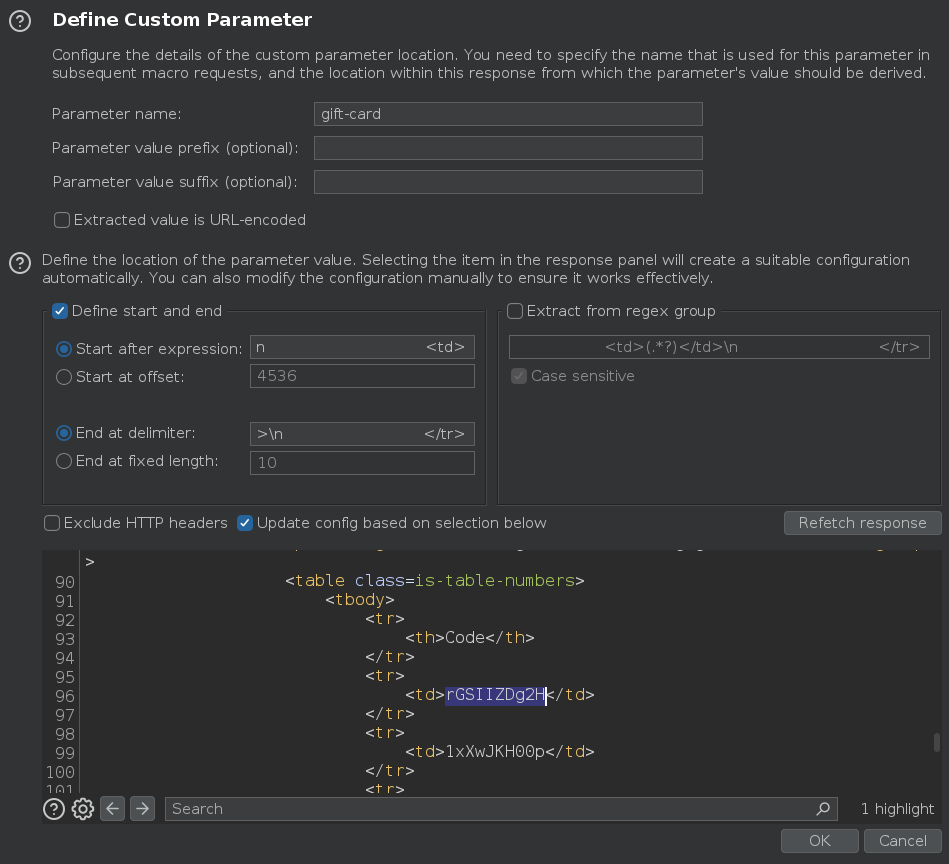 Define Custom Parameter
Configure the details of the custom parameter location. You need to specify the name that is used for this parameter in
subsequent macro requests, and the location within this response from which the parameter's value should be derived.
Parameter name: gift-card
Parameter value prefix (optional):
Parameter value suffix (optional):
Extracted value is URL-encoded
Define the location of the parameter value. Selecting the item in the response panel will create a suitable configuration
automatically. You can also modify the configuration manually to ensure it works effectively.
Define start and end
Start after expression: n <td>
Start at offset: 4536
End at delimiter: >\n </tr>
End at fixed length: 10
Extract from regex group
<td>(.*?)</td>\n </tr>
Case sensitive
Exclude HTTP headers Update config based on selection below Refetch response
>
90 <table class=is-table-numbers>
91 <tbody>
92 <tr>
93 <th>Code</th>
94 </tr>
95 <tr>
96 <td>rGSIIZDg2H</td>
97 </tr>
98 <tr>
99 <td>1xXwJKH00p</td>
100 </tr>
101 <tr>
Search 1 highlight
OK Cancel